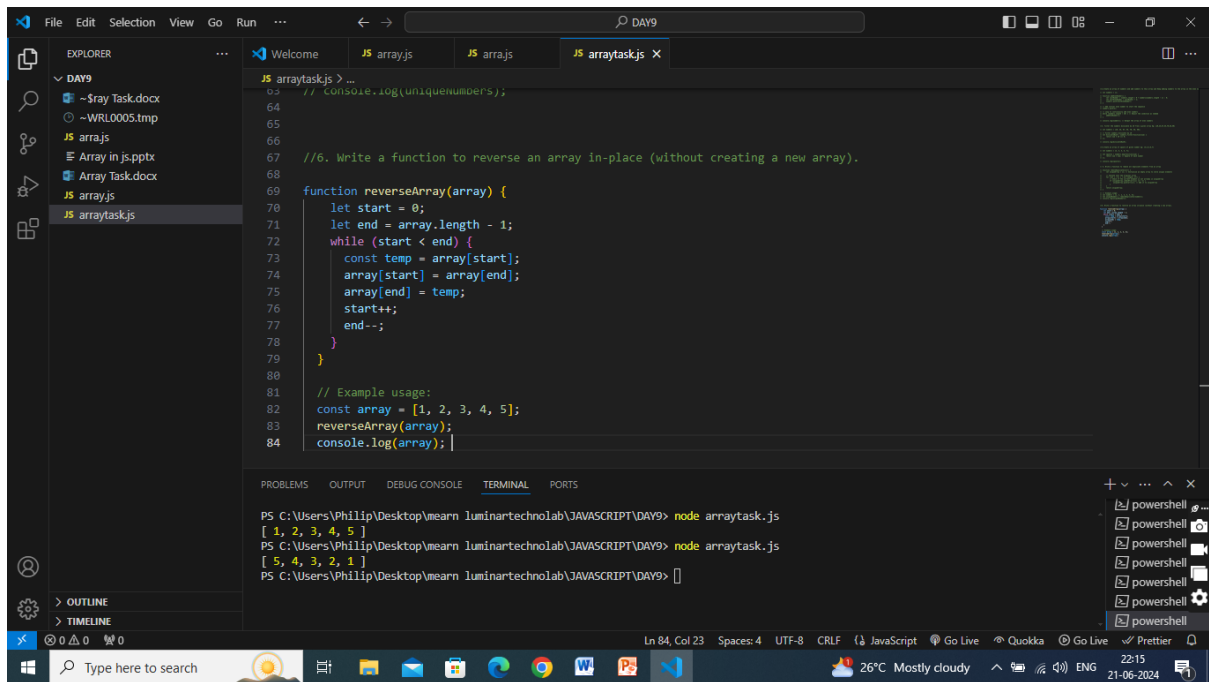 File Edit Selection View Go Run ··· DAY9
EXPLORER
DAY9
~$ray Task.docx
~WRL0005.tmp
JS arra.js
Array in js.pptx
Array Task.docx
JS array.js
JS arraytask.js
OUTLINE
TIMELINE
Welcome JS array.js JS arra.js JS arraytask.js
JS arraytask.js > ...
63 // console.log(uniqueNumbers);
64
65
66
67 //6. Write a function to reverse an array in-place (without creating a new array).
68
69 function reverseArray(array) {
70 let start = 0;
71 let end = array.length - 1;
72 while (start < end) {
73 const temp = array[start];
74 array[start] = array[end];
75 array[end] = temp;
76 start++;
77 end--;
78 }
79 }
80
81 // Example usage:
82 const array = [1, 2, 3, 4, 5];
83 reverseArray(array);
84 console.log(array);
PROBLEMS OUTPUT DEBUG CONSOLE TERMINAL PORTS
PS C:\Users\Philip\Desktop\mearn luminartechnolab\JAVASCRIPT\DAY9> node arraytask.js
[ 1, 2, 3, 4, 5 ]
PS C:\Users\Philip\Desktop\mearn luminartechnolab\JAVASCRIPT\DAY9> node arraytask.js
[ 5, 4, 3, 2, 1 ]
PS C:\Users\Philip\Desktop\mearn luminartechnolab\JAVASCRIPT\DAY9>
powershell
powershell
powershell
powershell
powershell
powershell
powershell
0 0 0 Ln 84, Col 23 Spaces: 4 UTF-8 CRLF JavaScript Go Live Quokka Go Live Prettier
Type here to search 26°C Mostly cloudy ENG 22:15
21-06-2024 1